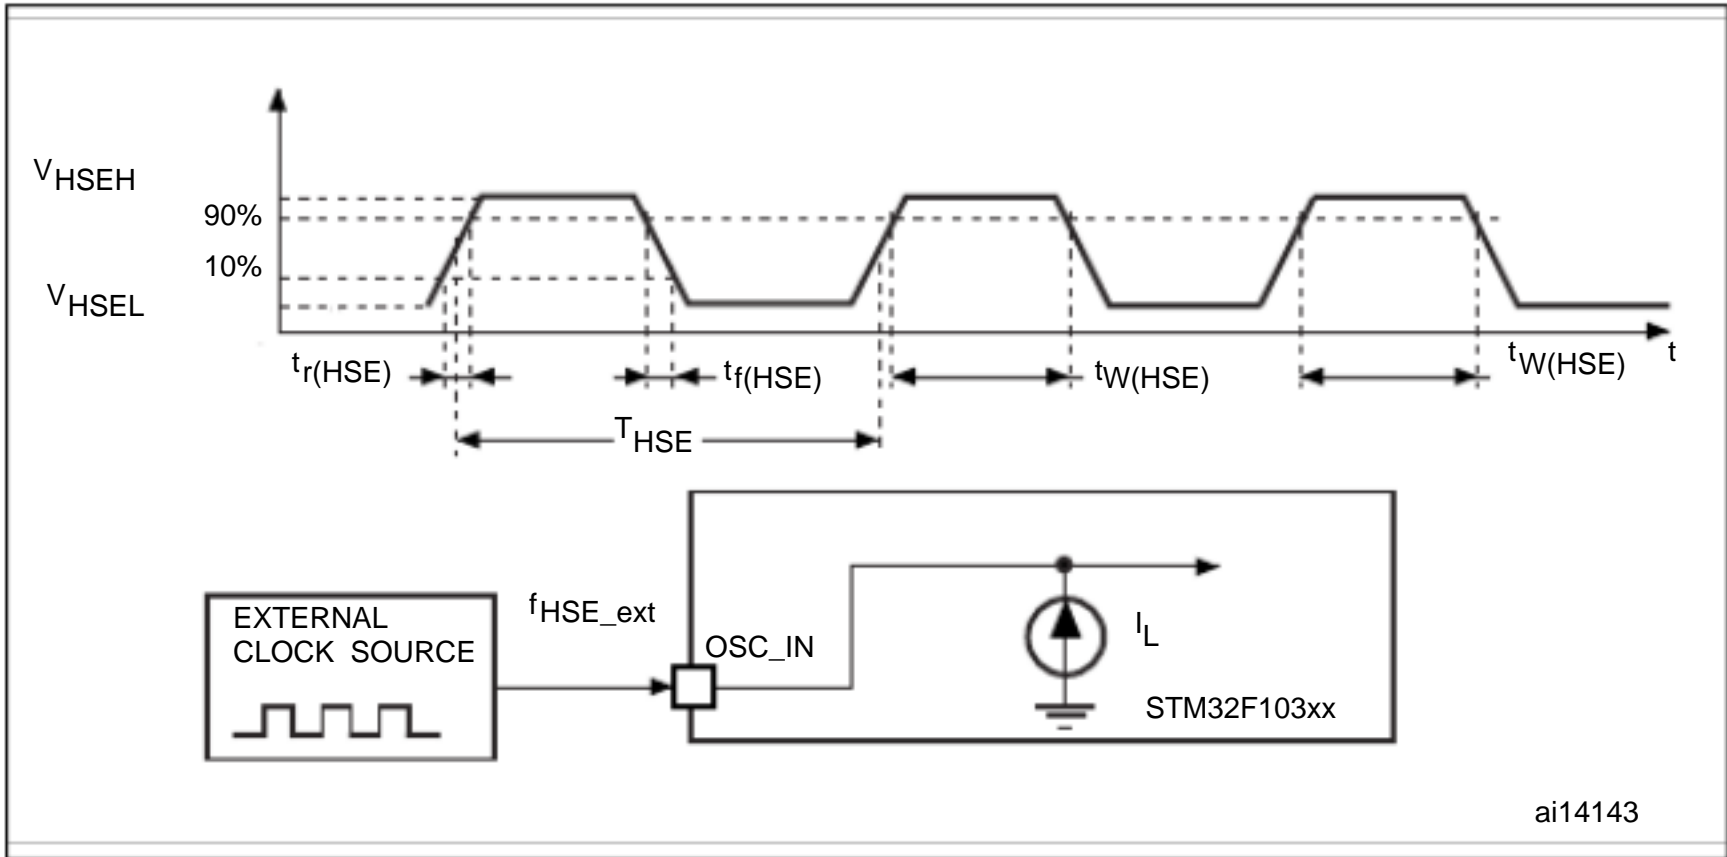 VHSEH
90%
10%
VHSEL
tr(HSE)
tf(HSE)
tW(HSE)
tW(HSE)
t
THSE
EXTERNAL
CLOCK SOURCE
fHSE_ext
OSC_IN
IL
STM32F103xx
ai14143